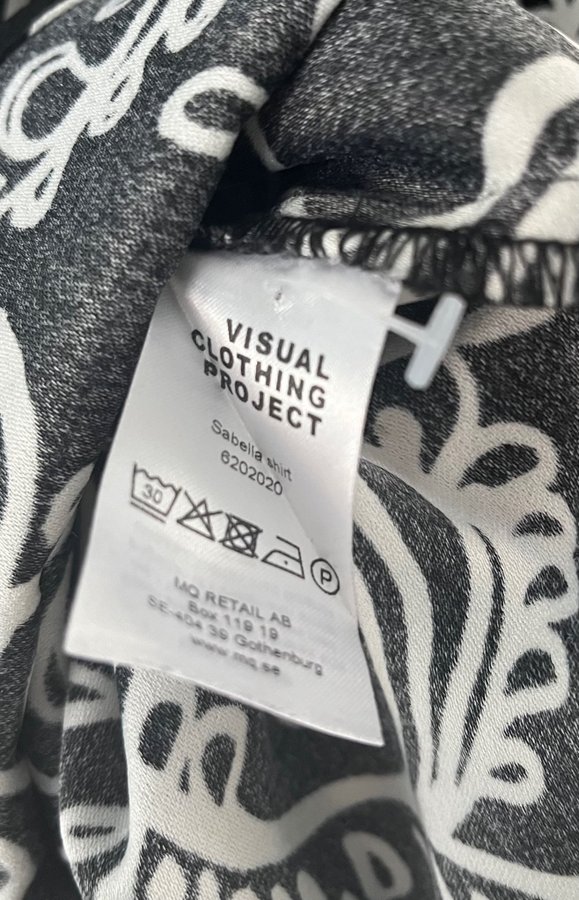 VISUAL
CLOTHING
PROJECT
Sabella shirt
6202020
30
P
MQ RETAIL AB
Box 119 19
SE-404 39 Gothenburg
www.mq.se